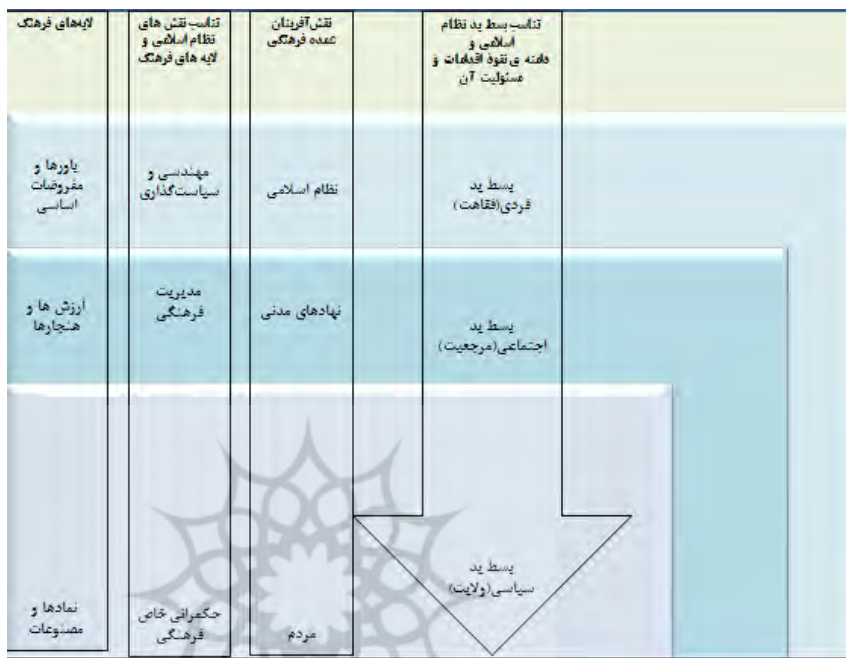 لایه‌های فرهنگ
تناسب نقش های
نظام اسلامی و
لایه های فرهنگ
نقش‌آفرینان
عمده فرهنگی
تناسب بسط ید نظام
اسلامی و
دامنه ی نفوذ اقدامات و
مسئولیت آن
باورها و
مفروضات
اساسی
مهندسی و
سیاست‌گذاری
نظام اسلامی
بسط ید
فردی(فقاهت)
ارزش ها و
هنجارها
مدیریت
فرهنگی
نهادهای مدنی
بسط ید
اجتماعی(مرجعیت)
نمادها و
مصنوعات
حکمرانی خاص
فرهنگی
مردم
بسط ید
سیاسی(ولایت)